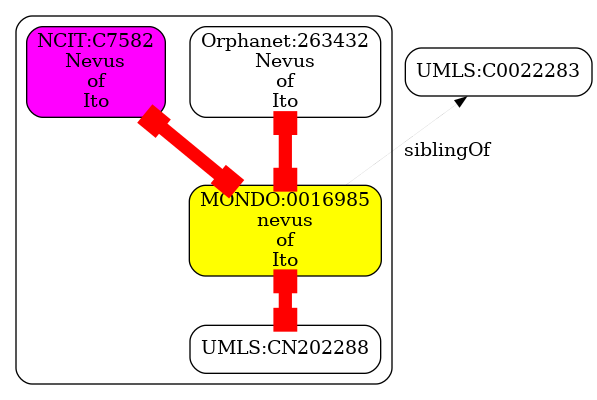 NCIT:C7582
Nevus
of
Ito
Orphanet:263432
Nevus
of
Ito
UMLS:C0022283
siblingOf
MONDO:0016985
nevus
of
Ito
UMLS:CN202288